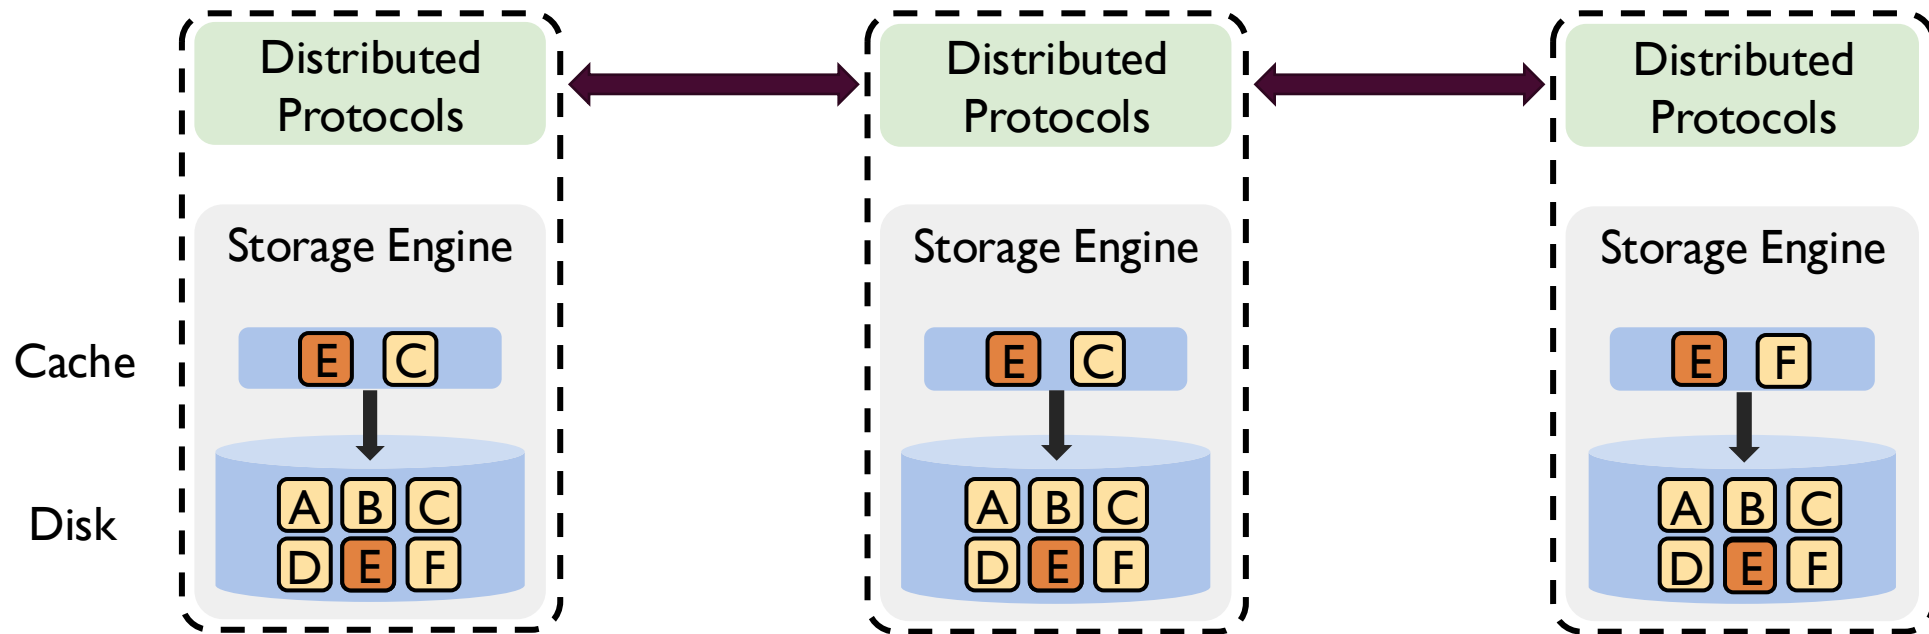 Distributed
Protocols
Distributed
Protocols
Distributed
Protocols
Storage Engine
Storage Engine
Storage Engine
Cache
E C
E C
E F
Disk
A B C
D E F
A B C
D E F
A B C
D E F